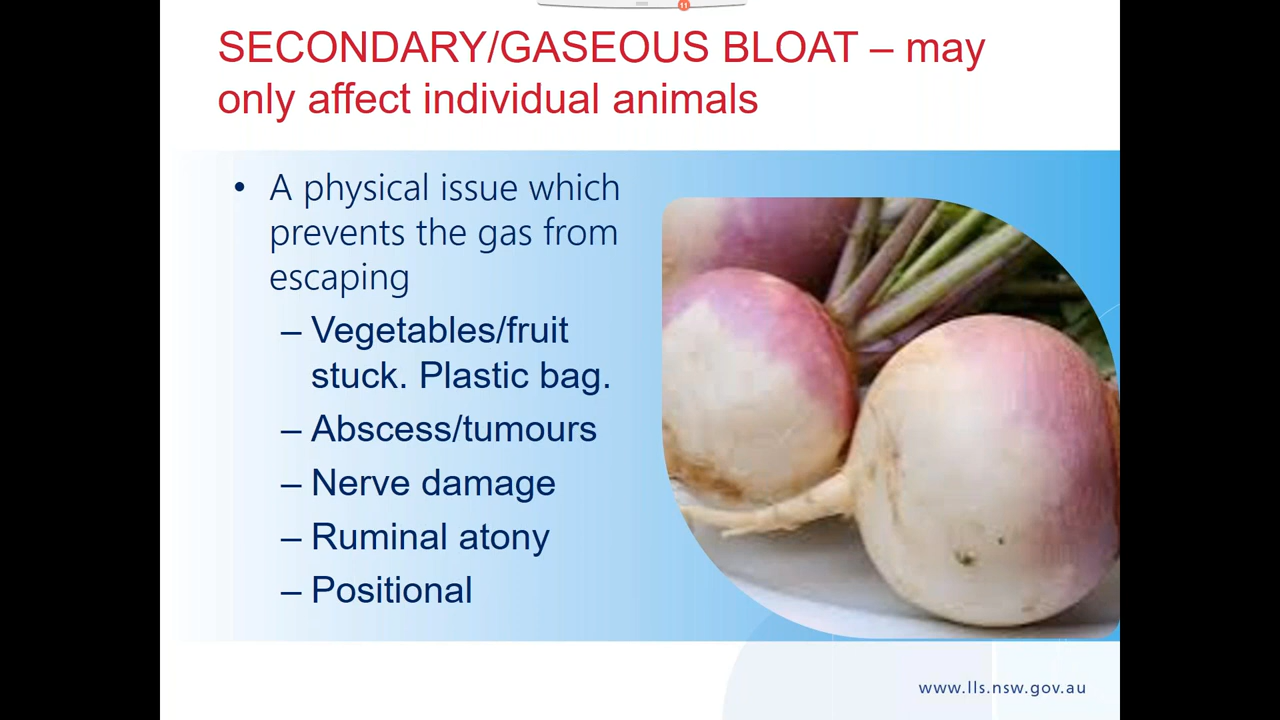 11
SECONDARY/GASEOUS BLOAT – may
only affect individual animals
• A physical issue which
prevents the gas from
escaping
– Vegetables/fruit
stuck. Plastic bag.
– Abscess/tumours
– Nerve damage
– Ruminal atony
– Positional
www.lls.nsw.gov.au